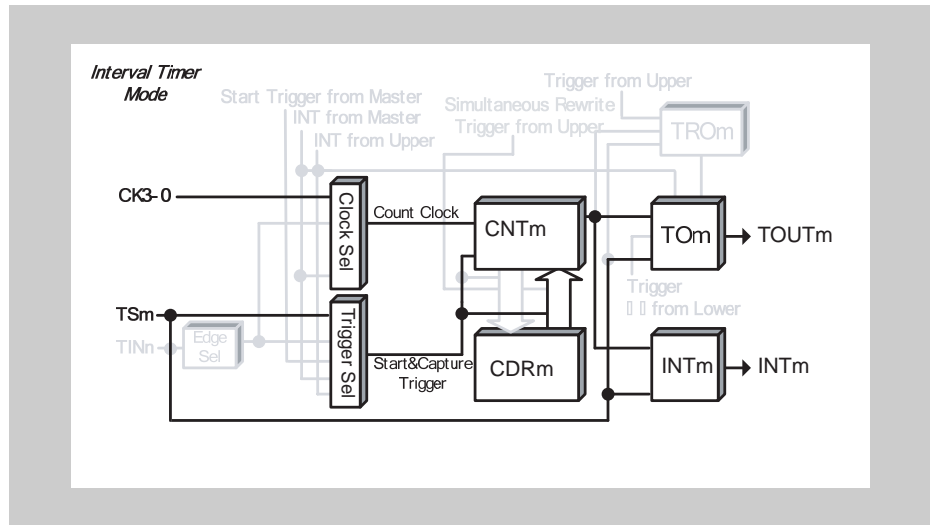 Interval Timer
Mode
Trigger from Upper
Start Trigger from Master
INT from Master
INT from Upper
Simultaneous Rewrite
Trigger from Upper
TROm
CK3-0
Clock Sel
Count Clock
CNTm
TOm
TOUTm
Trigger
from Lower
TSm
TINn
Edge
Sel
Trigger Sel
Start&Capture
Trigger
CDRm
INTm
INTm